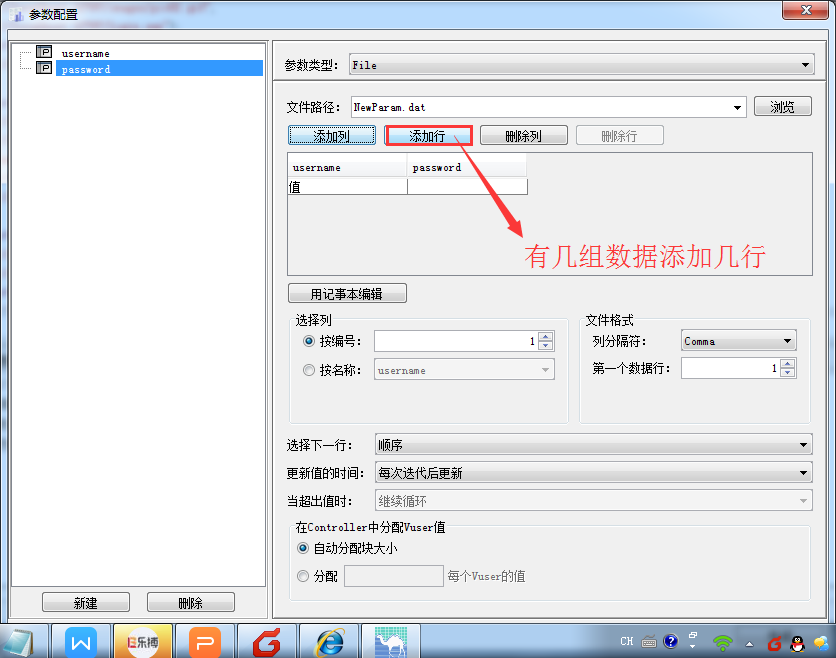 参数配置
username
password
参数类型: File
文件路径: NewParam.dat 浏览
添加列 添加行 删除列 删除行
username password
值
有几组数据添加几行
用记事本编辑
选择列 文件格式
按编号: 1 列分隔符: Comma
按名称: username 第一个数据行: 1
选择下一行: 顺序
更新值的时间: 每次迭代后更新
当超出值时: 继续循环
在Controller中分配Vuser值
自动分配块大小
分配 每个Vuser的值
新建 删除
乐搏 CH